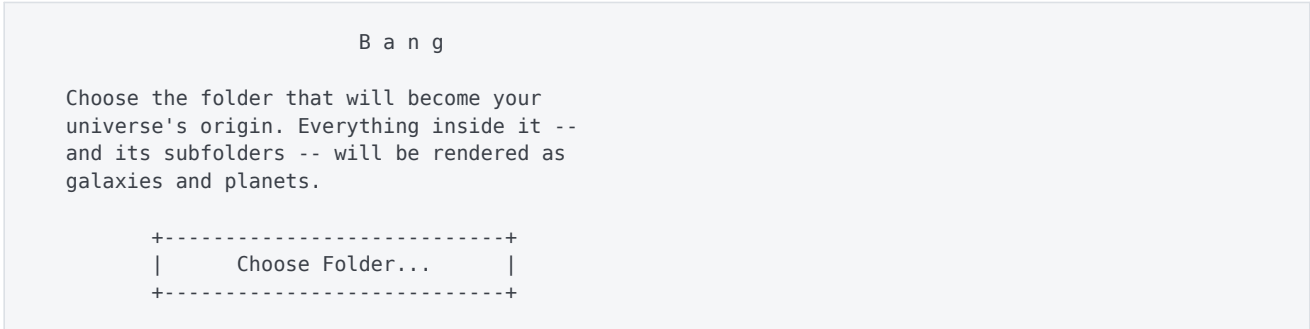 B a n g
Choose the folder that will become your
universe's origin. Everything inside it --
and its subfolders -- will be rendered as
galaxies and planets.
+----------------------------+
|      Choose Folder...      |
+----------------------------+